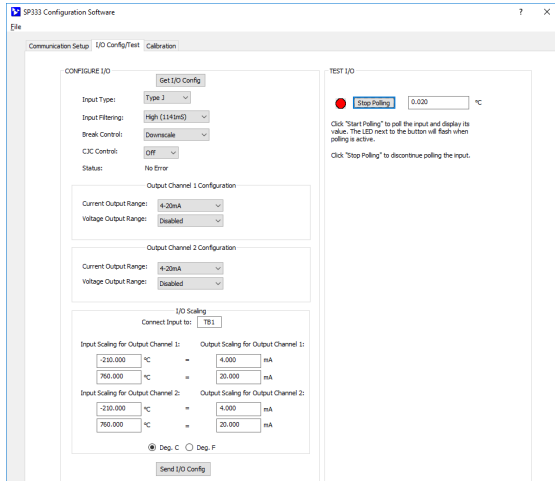 SP333 Configuration Software ? ×
File
Communication Setup I/O Config/Test Calibration
CONFIGURE I/O
Get I/O Config
Input Type: Type J
Input Filtering: High (1141mS)
Break Control: Downscale
CJC Control: Off
Status: No Error
Output Channel 1 Configuration
Current Output Range: 4-20mA
Voltage Output Range: Disabled
Output Channel 2 Configuration
Current Output Range: 4-20mA
Voltage Output Range: Disabled
I/O Scaling
Connect Input to: TB1
Input Scaling for Output Channel 1: Output Scaling for Output Channel 1:
-210.000 °C = 4.000 mA
760.000 °C = 20.000 mA
Input Scaling for Output Channel 2: Output Scaling for Output Channel 2:
-210.000 °C = 4.000 mA
760.000 °C = 20.000 mA
Deg. C Deg. F
Send I/O Config
TEST I/O
Stop Polling 0.020 °C
Click "Start Polling" to poll the input and display its
value. The LED next to the button will flash when
polling is active.
Click "Stop Polling" to discontinue polling the input.